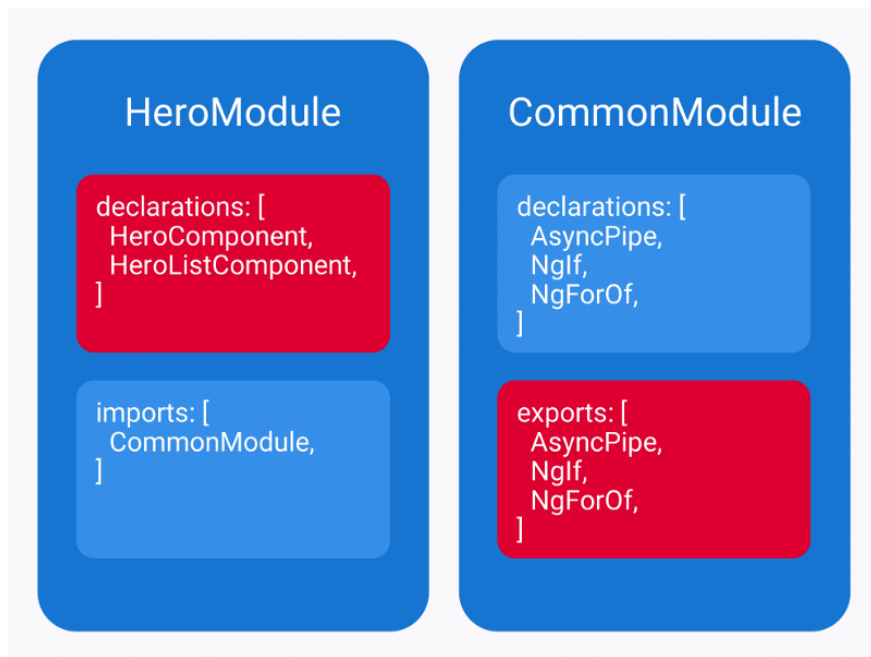 HeroModule
declarations: [
HeroComponent,
HeroListComponent,
]
imports: [
CommonModule,
]
CommonModule
declarations: [
AsyncPipe,
NgIf,
NgForOf,
]
exports: [
AsyncPipe,
NgIf,
NgForOf,
]